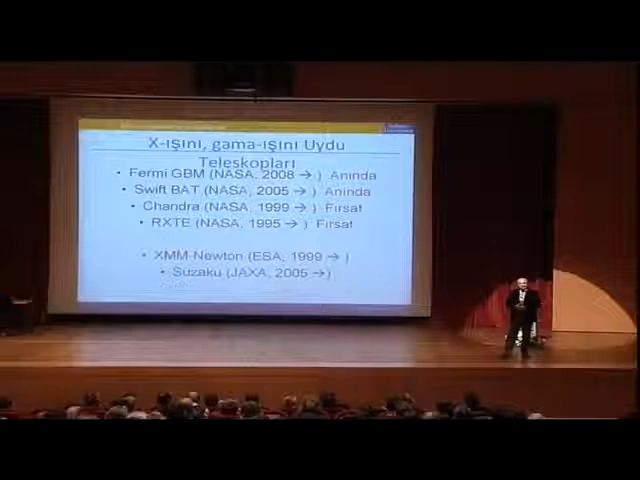 X-ışını, gama-ışını Uydu
Teleskopları
• Fermi GBM (NASA, 2008 → ) Anında
• Swift BAT (NASA, 2005 → ) Anında
• Chandra (NASA, 1999 → ) Fırsat
• RXTE (NASA, 1995 → ) Fırsat
• XMM-Newton (ESA, 1999 → )
• Suzaku (JAXA, 2005 →)